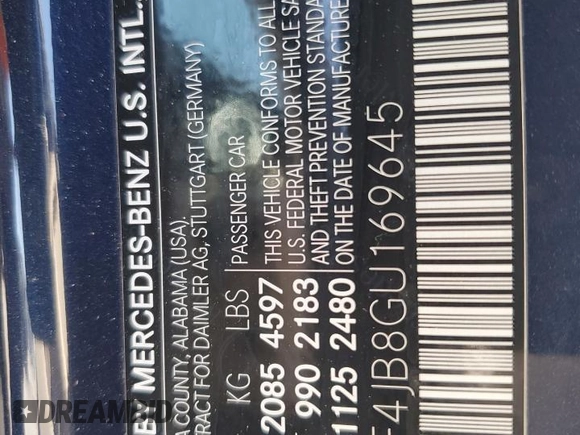 MERCEDES-BENZ U.S. INTL.
COUNTY, ALABAMA (USA).
FOR DAIMLER AG, STUTTGART (GERMANY)
KG LBS PASSENGER CAR
2085 4597 THIS VEHICLE CONFORMS TO ALL
990 2183 U.S. FEDERAL MOTOR VEHICLE
1125 2480 AND THEFT PREVENTION
ON THE DATE OF MANUFACTURE
4JB8GU169645
DREAMBID